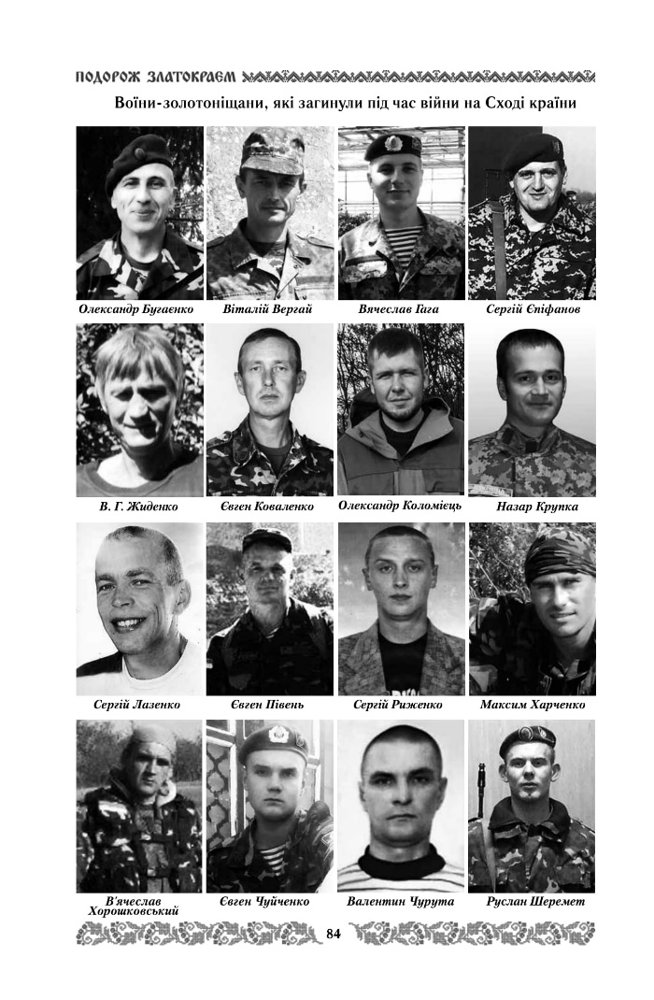 ПОДОРОЖ ЗЛАТОКРАЄМ
Воїни-золотоніщани, які загинули під час війни на Сході країни
Олександр Бугаєнко
Віталій Вергай
Вячеслав Гага
Сергій Єпіфанов
В. Г. Жиденко
Євген Коваленко
Олександр Коломієць
Назар Крупка
Сергій Лазенко
Євген Півень
Сергій Риженко
Максим Харченко
В'ячеслав
Хорошковський
Євген Чуйченко
Валентин Чурута
Руслан Шеремет
84